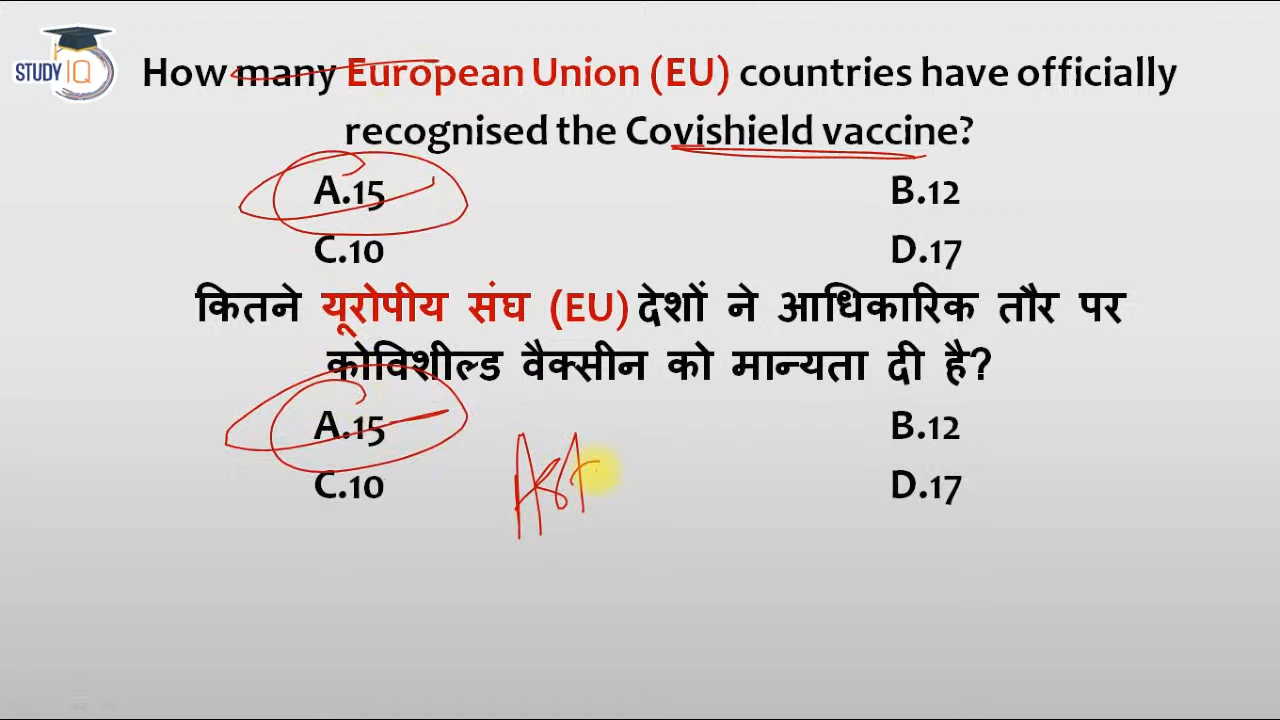 STUDY IQ
How many European Union (EU) countries have officially
recognised the Covishield vaccine?
A.15 B.12
C.10 D.17
कितने यूरोपीय संघ (EU) देशों ने आधिकारिक तौर पर
कोविशील्ड वैक्सीन को मान्यता दी है?
A.15 B.12
C.10 D.17